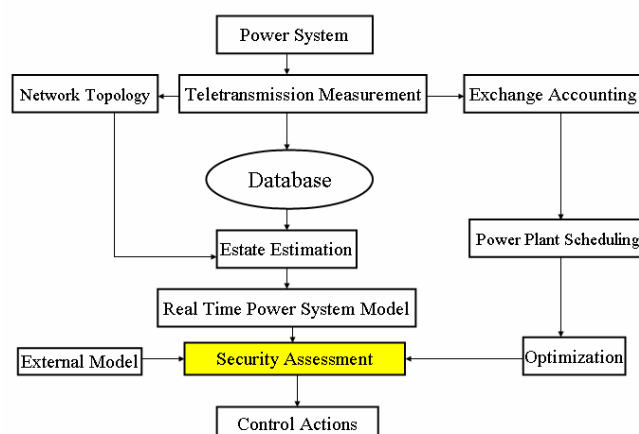 Power System
Network Topology
Teletransmission Measurement
Exchange Accounting
Database
Estate Estimation
Power Plant Scheduling
Real Time Power System Model
External Model
Security Assessment
Optimization
Control Actions